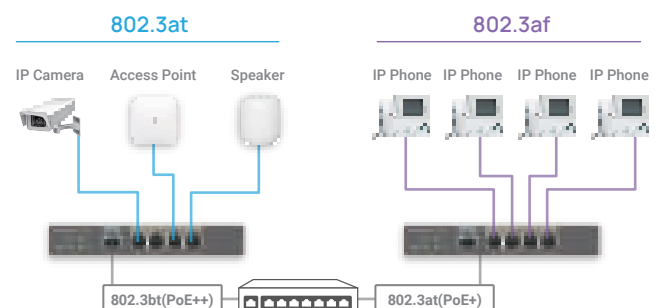 802.3at
802.3af
IP Camera
Access Point
Speaker
IP Phone
IP Phone
IP Phone
IP Phone
802.3bt(PoE++)
802.3at(PoE+)